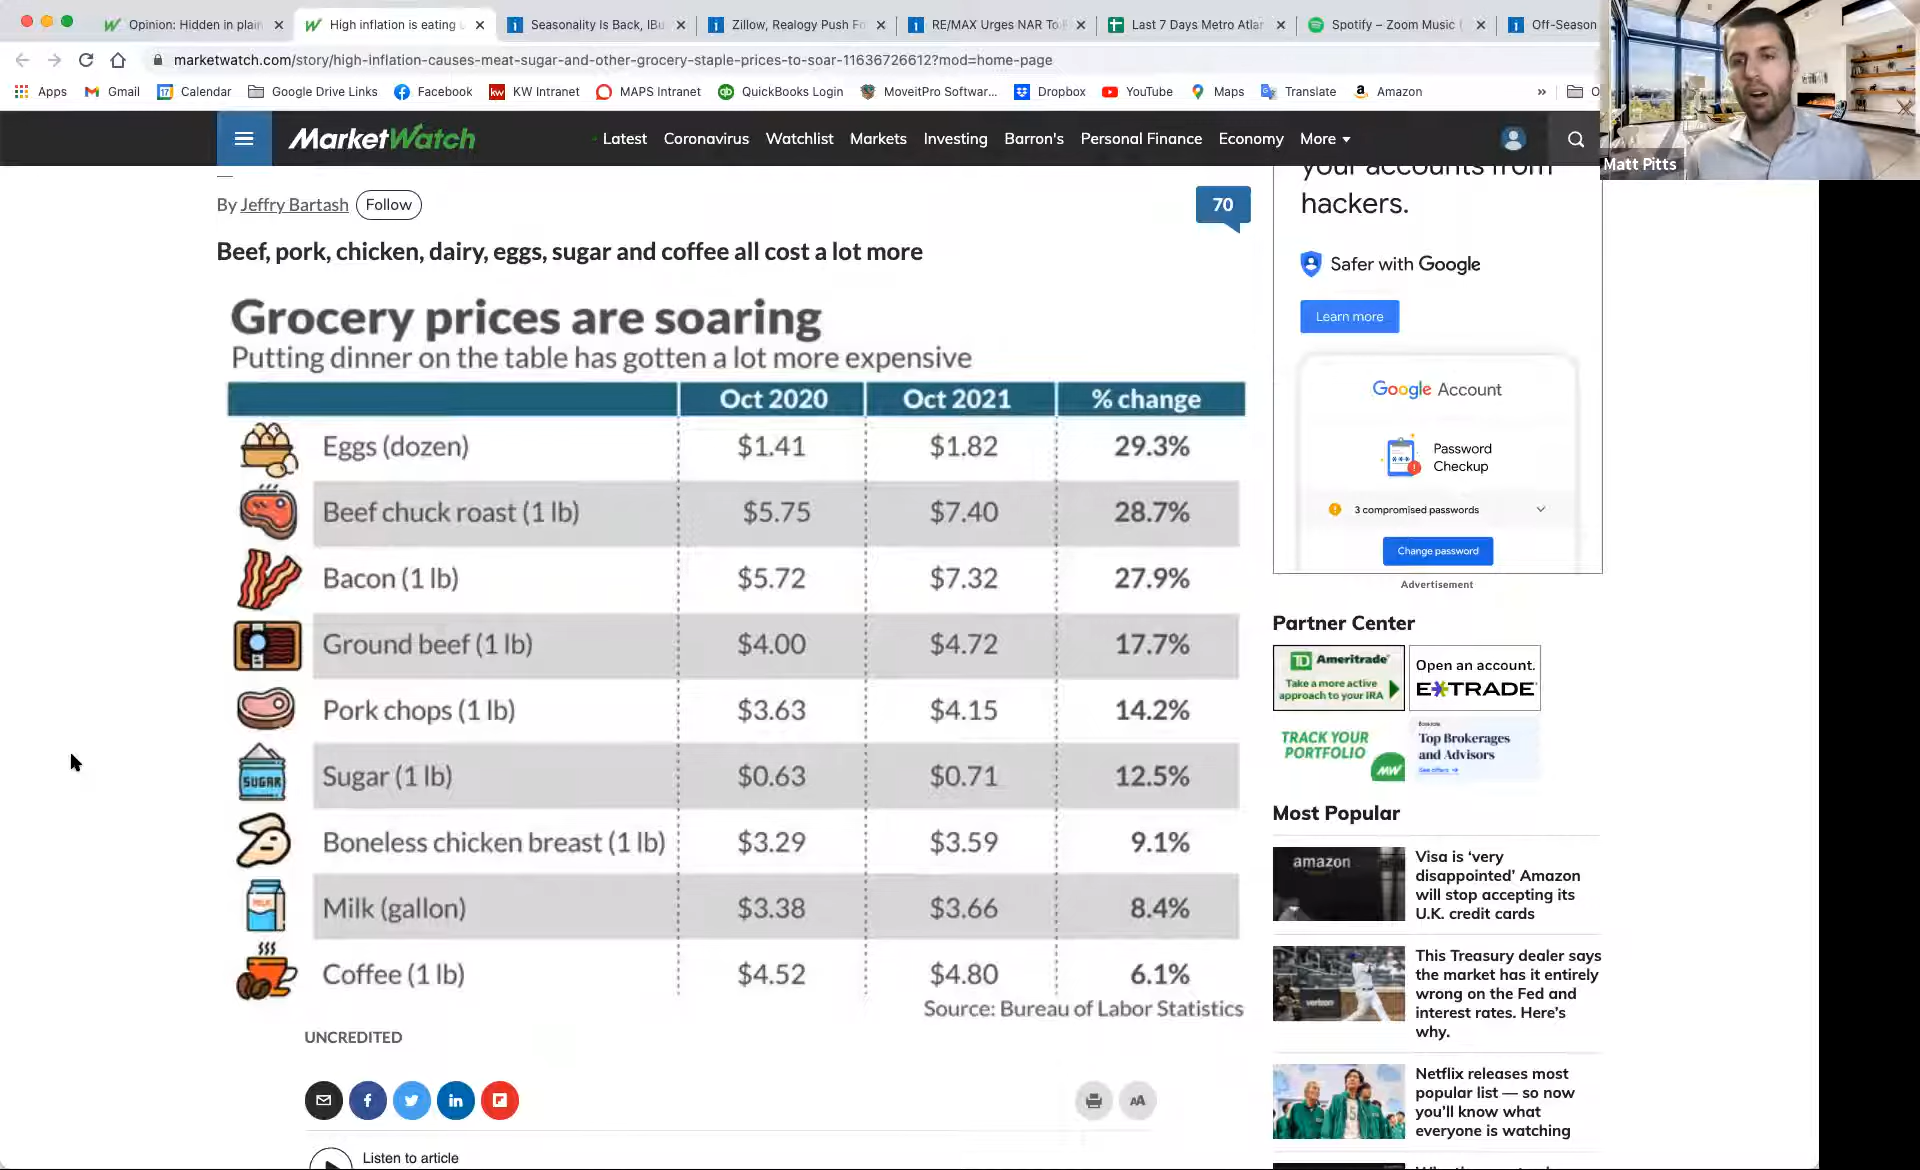 Opinion: Hidden in plain
High inflation is eating u
Seasonality Is Back, IBu
Zillow, Realogy Push Fo
RE/MAX Urges NAR To
Last 7 Days Metro Atlan
Spotify – Zoom Music
Off-Season
marketwatch.com/story/high-inflation-causes-meat-sugar-and-other-grocery-staple-prices-to-soar-11636726612?mod=home-page
Apps Gmail Calendar Google Drive Links Facebook KW Intranet MAPS Intranet QuickBooks Login MoveitPro Softwar... Dropbox YouTube Maps Translate Amazon » O
MarketWatch Latest Coronavirus Watchlist Markets Investing Barron's Personal Finance Economy More
Matt Pitts
By Jeffry Bartash Follow
70
Beef, pork, chicken, dairy, eggs, sugar and coffee all cost a lot more
Grocery prices are soaring
Putting dinner on the table has gotten a lot more expensive
Oct 2020 Oct 2021 % change
Eggs (dozen) $1.41 $1.82 29.3%
Beef chuck roast (1 lb) $5.75 $7.40 28.7%
Bacon (1 lb) $5.72 $7.32 27.9%
Ground beef (1 lb) $4.00 $4.72 17.7%
Pork chops (1 lb) $3.63 $4.15 14.2%
SUGAR
Sugar (1 lb) $0.63 $0.71 12.5%
Boneless chicken breast (1 lb) $3.29 $3.59 9.1%
Milk (gallon) $3.38 $3.66 8.4%
Coffee (1 lb) $4.52 $4.80 6.1%
Source: Bureau of Labor Statistics
UNCREDITED
AA
Listen to article
your accounts from
hackers.
Safer with Google
Learn more
Google Account
Password
Checkup
3 compromised passwords
Change password
Advertisement
Partner Center
TD Ameritrade
Take a more active
approach to your IRA
Open an account.
E*TRADE
TRACK YOUR
PORTFOLIO
MW
Top Brokerages
and Advisors
See offers →
Most Popular
amazon
Visa is ‘very
disappointed’ Amazon
will stop accepting its
U.K. credit cards
verizon
This Treasury dealer says
the market has it entirely
wrong on the Fed and
interest rates. Here’s
why.
Netflix releases most
popular list — so now
you’ll know what
everyone is watching